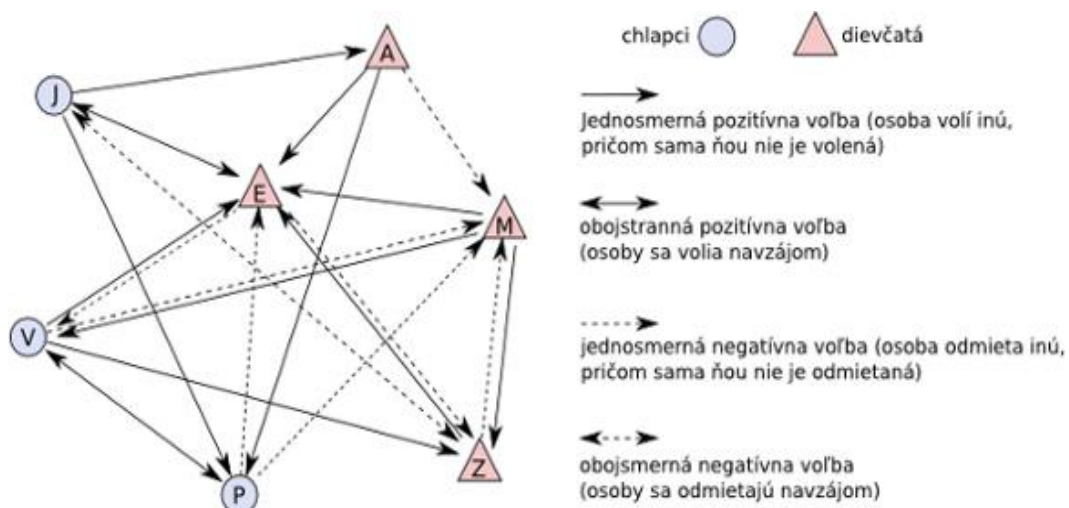 chlapci
dievčatá
A
J
E
M
V
Z
P
Jednosmerná pozitívna voľba (osoba volí inú,
pričom sama ňou nie je volená)
obojstranná pozitívna voľba
(osoby sa volia navzájom)
jednosmerná negatívna voľba (osoba odmieta inú,
pričom sama ňou nie je odmietaná)
obojsmerná negatívna voľba
(osoby sa odmietajú navzájom)